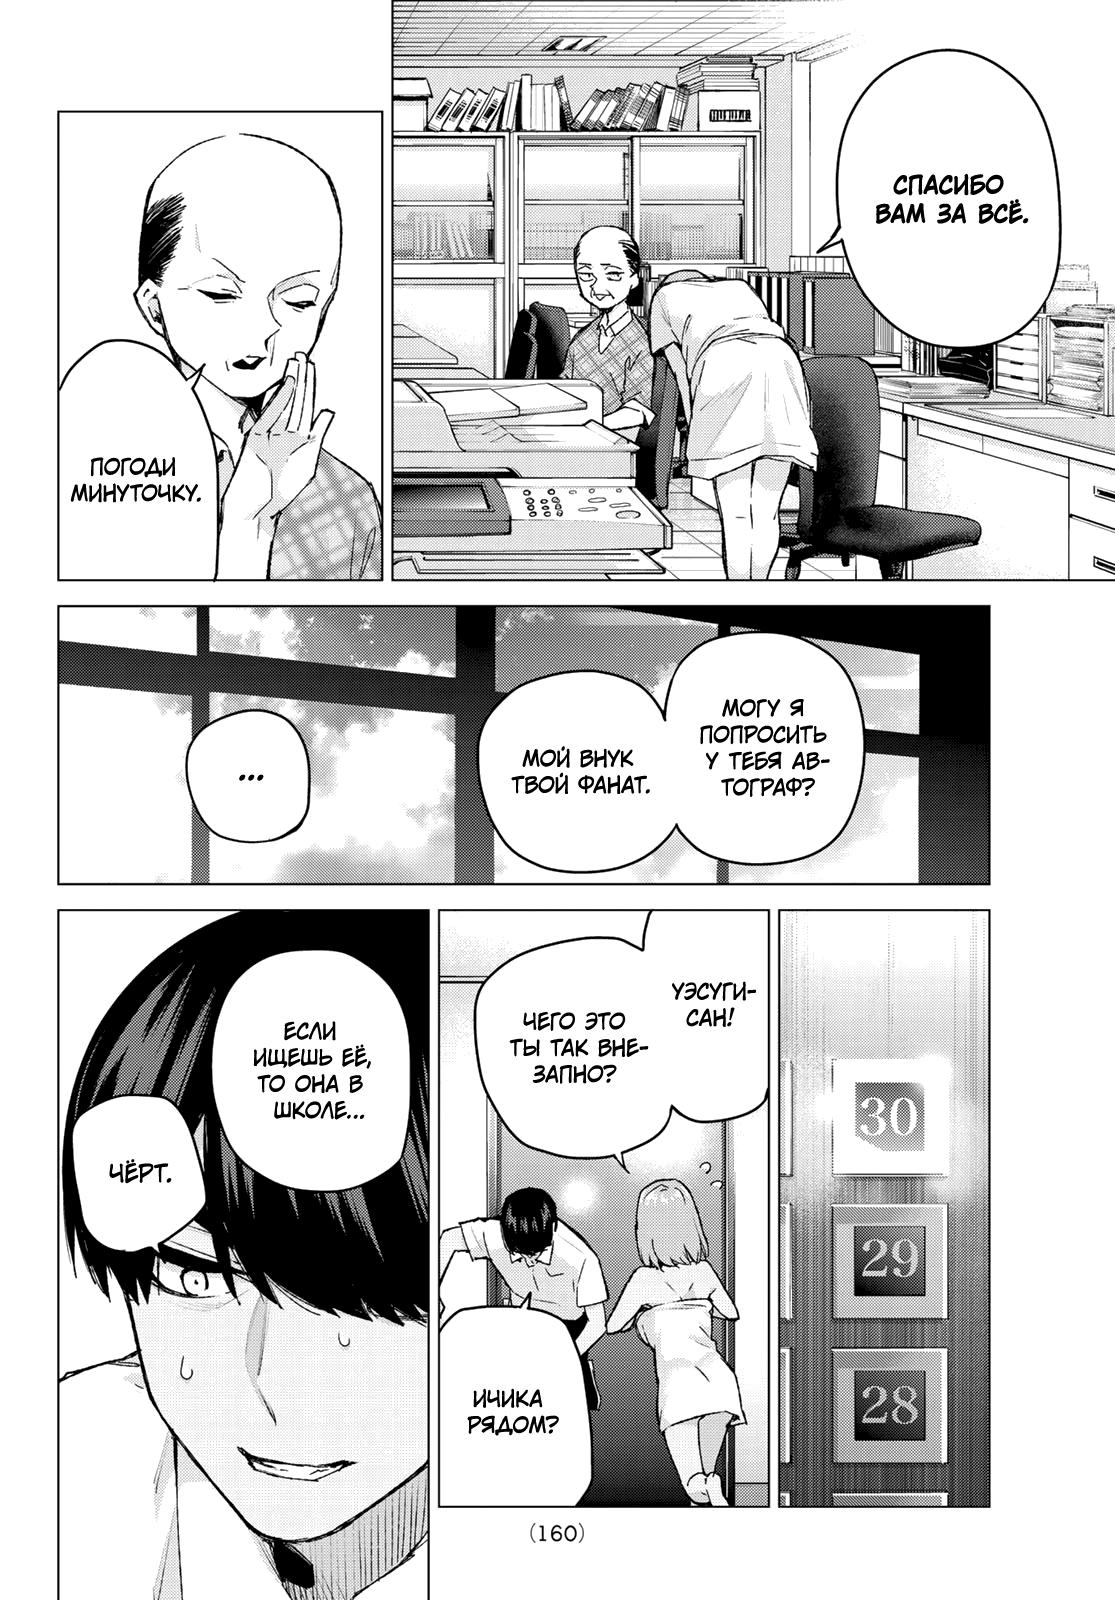 СПАСИБО
ВАМ ЗА ВСЁ.
ПОГОДИ
МИНУТОЧКУ.
МОГУ Я
ПОПРОСИТЬ
У ТЕБЯ АВ-
ТОГРАФ?
МОЙ ВНУК
ТВОЙ ФАНАТ.
...
30
29
28
УЭСУГИ-
САН!
ЧЕГО ЭТО
ТЫ ТАК ВНЕ-
ЗАПНО?
ИЧИКА
РЯДОМ?
ЕСЛИ
ИЩЕШЬ ЕЁ,
ТО ОНА В
ШКОЛЕ...
ЧЁРТ.
(160)